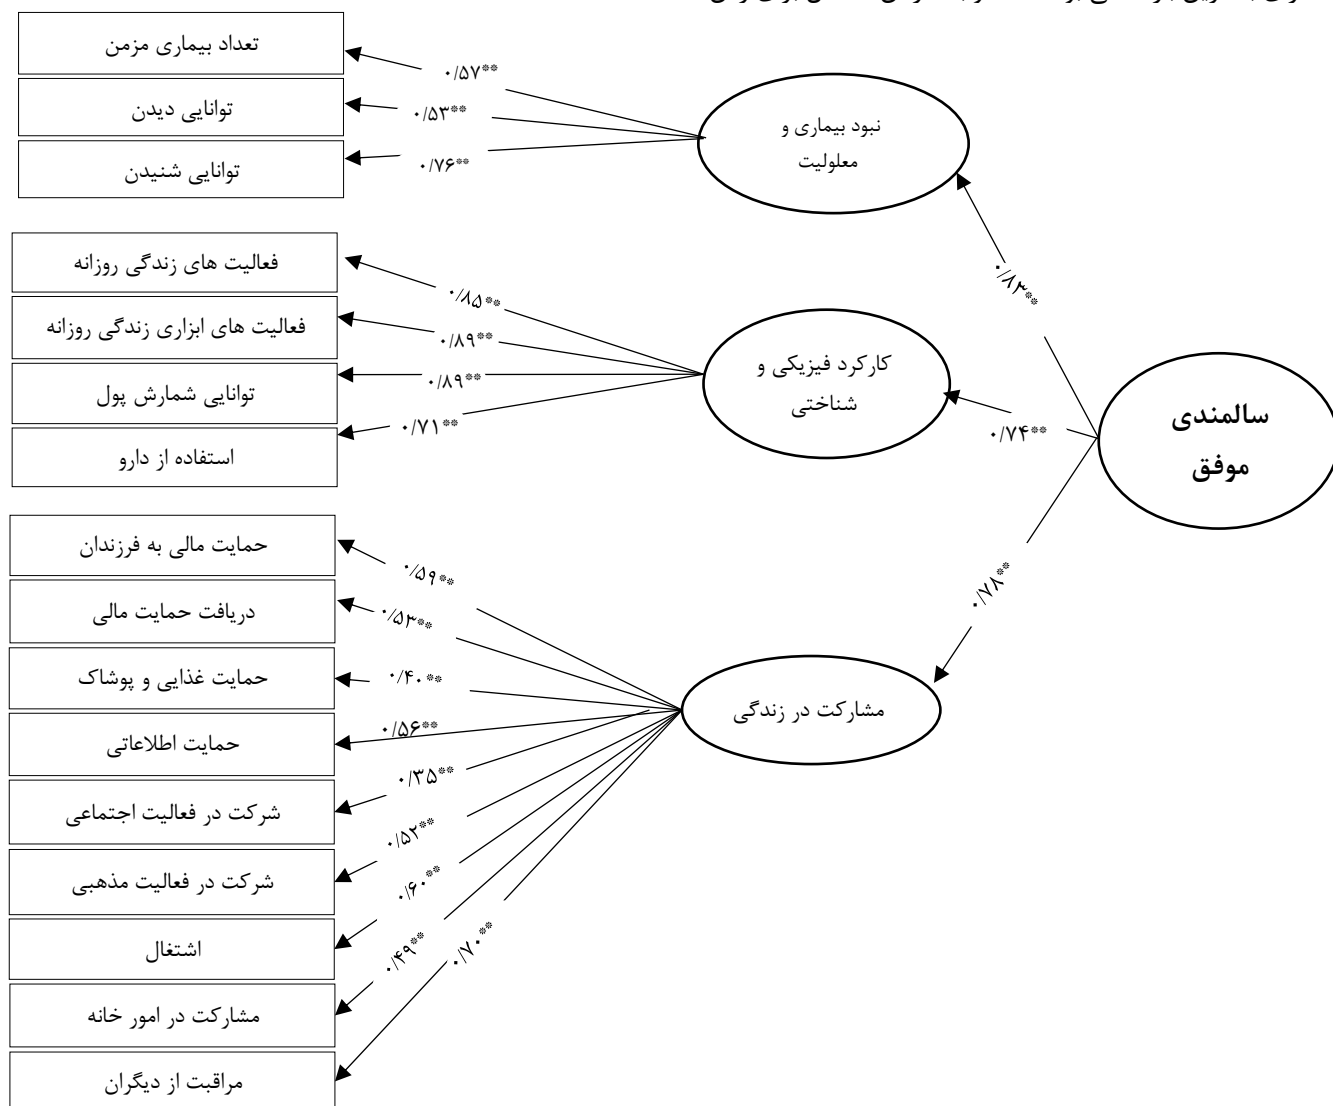 تعداد بیماری مزمن
توانایی دیدن
توانایی شنیدن
۰/۵۷**
۰/۵۳**
۰/۷۶**
نبود بیماری و
معلولیت
۰/۸۳**
فعالیت های زندگی روزانه
فعالیت های ابزاری زندگی روزانه
توانایی شمارش پول
استفاده از دارو
۰/۸۵**
۰/۸۹**
۰/۸۹**
۰/۷۱**
کارکرد فیزیکی و
شناختی
۰/۷۴**
سالمندی
موفق
حمایت مالی به فرزندان
دریافت حمایت مالی
حمایت غذایی و پوشاک
حمایت اطلاعاتی
شرکت در فعالیت اجتماعی
شرکت در فعالیت مذهبی
اشتغال
مشارکت در امور خانه
مراقبت از دیگران
۰/۵۹**
۰/۵۳**
۰/۴۰**
۰/۵۶**
۰/۳۵**
۰/۵۲**
۰/۶۰**
۰/۴۹**
۰/۷۰**
مشارکت در زندگی
۰/۷۸**